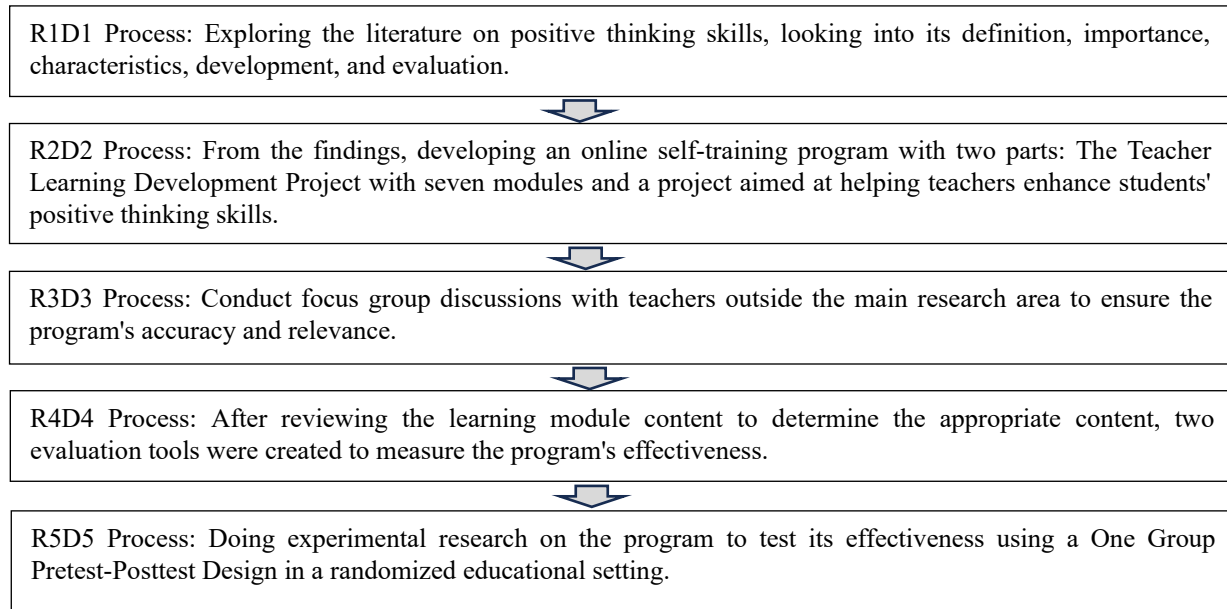 R1D1 Process: Exploring the literature on positive thinking skills, looking into its definition, importance,
characteristics, development, and evaluation.
R2D2 Process: From the findings, developing an online self-training program with two parts: The Teacher
Learning Development Project with seven modules and a project aimed at helping teachers enhance students'
positive thinking skills.
R3D3 Process: Conduct focus group discussions with teachers outside the main research area to ensure the
program's accuracy and relevance.
R4D4 Process: After reviewing the learning module content to determine the appropriate content, two
evaluation tools were created to measure the program's effectiveness.
R5D5 Process: Doing experimental research on the program to test its effectiveness using a One Group
Pretest-Posttest Design in a randomized educational setting.